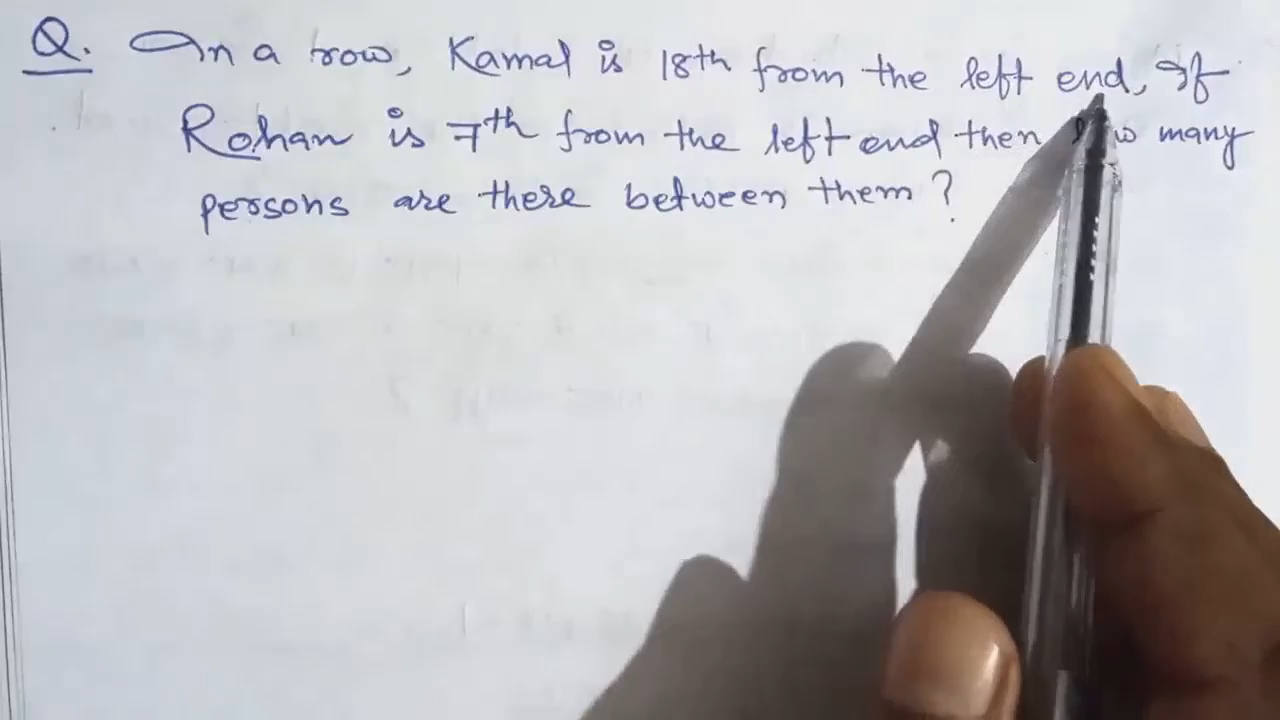 Q. In a row, Kamal is 18th from the left end, If
Rohan is 7th from the left end then how many
persons are there between them?